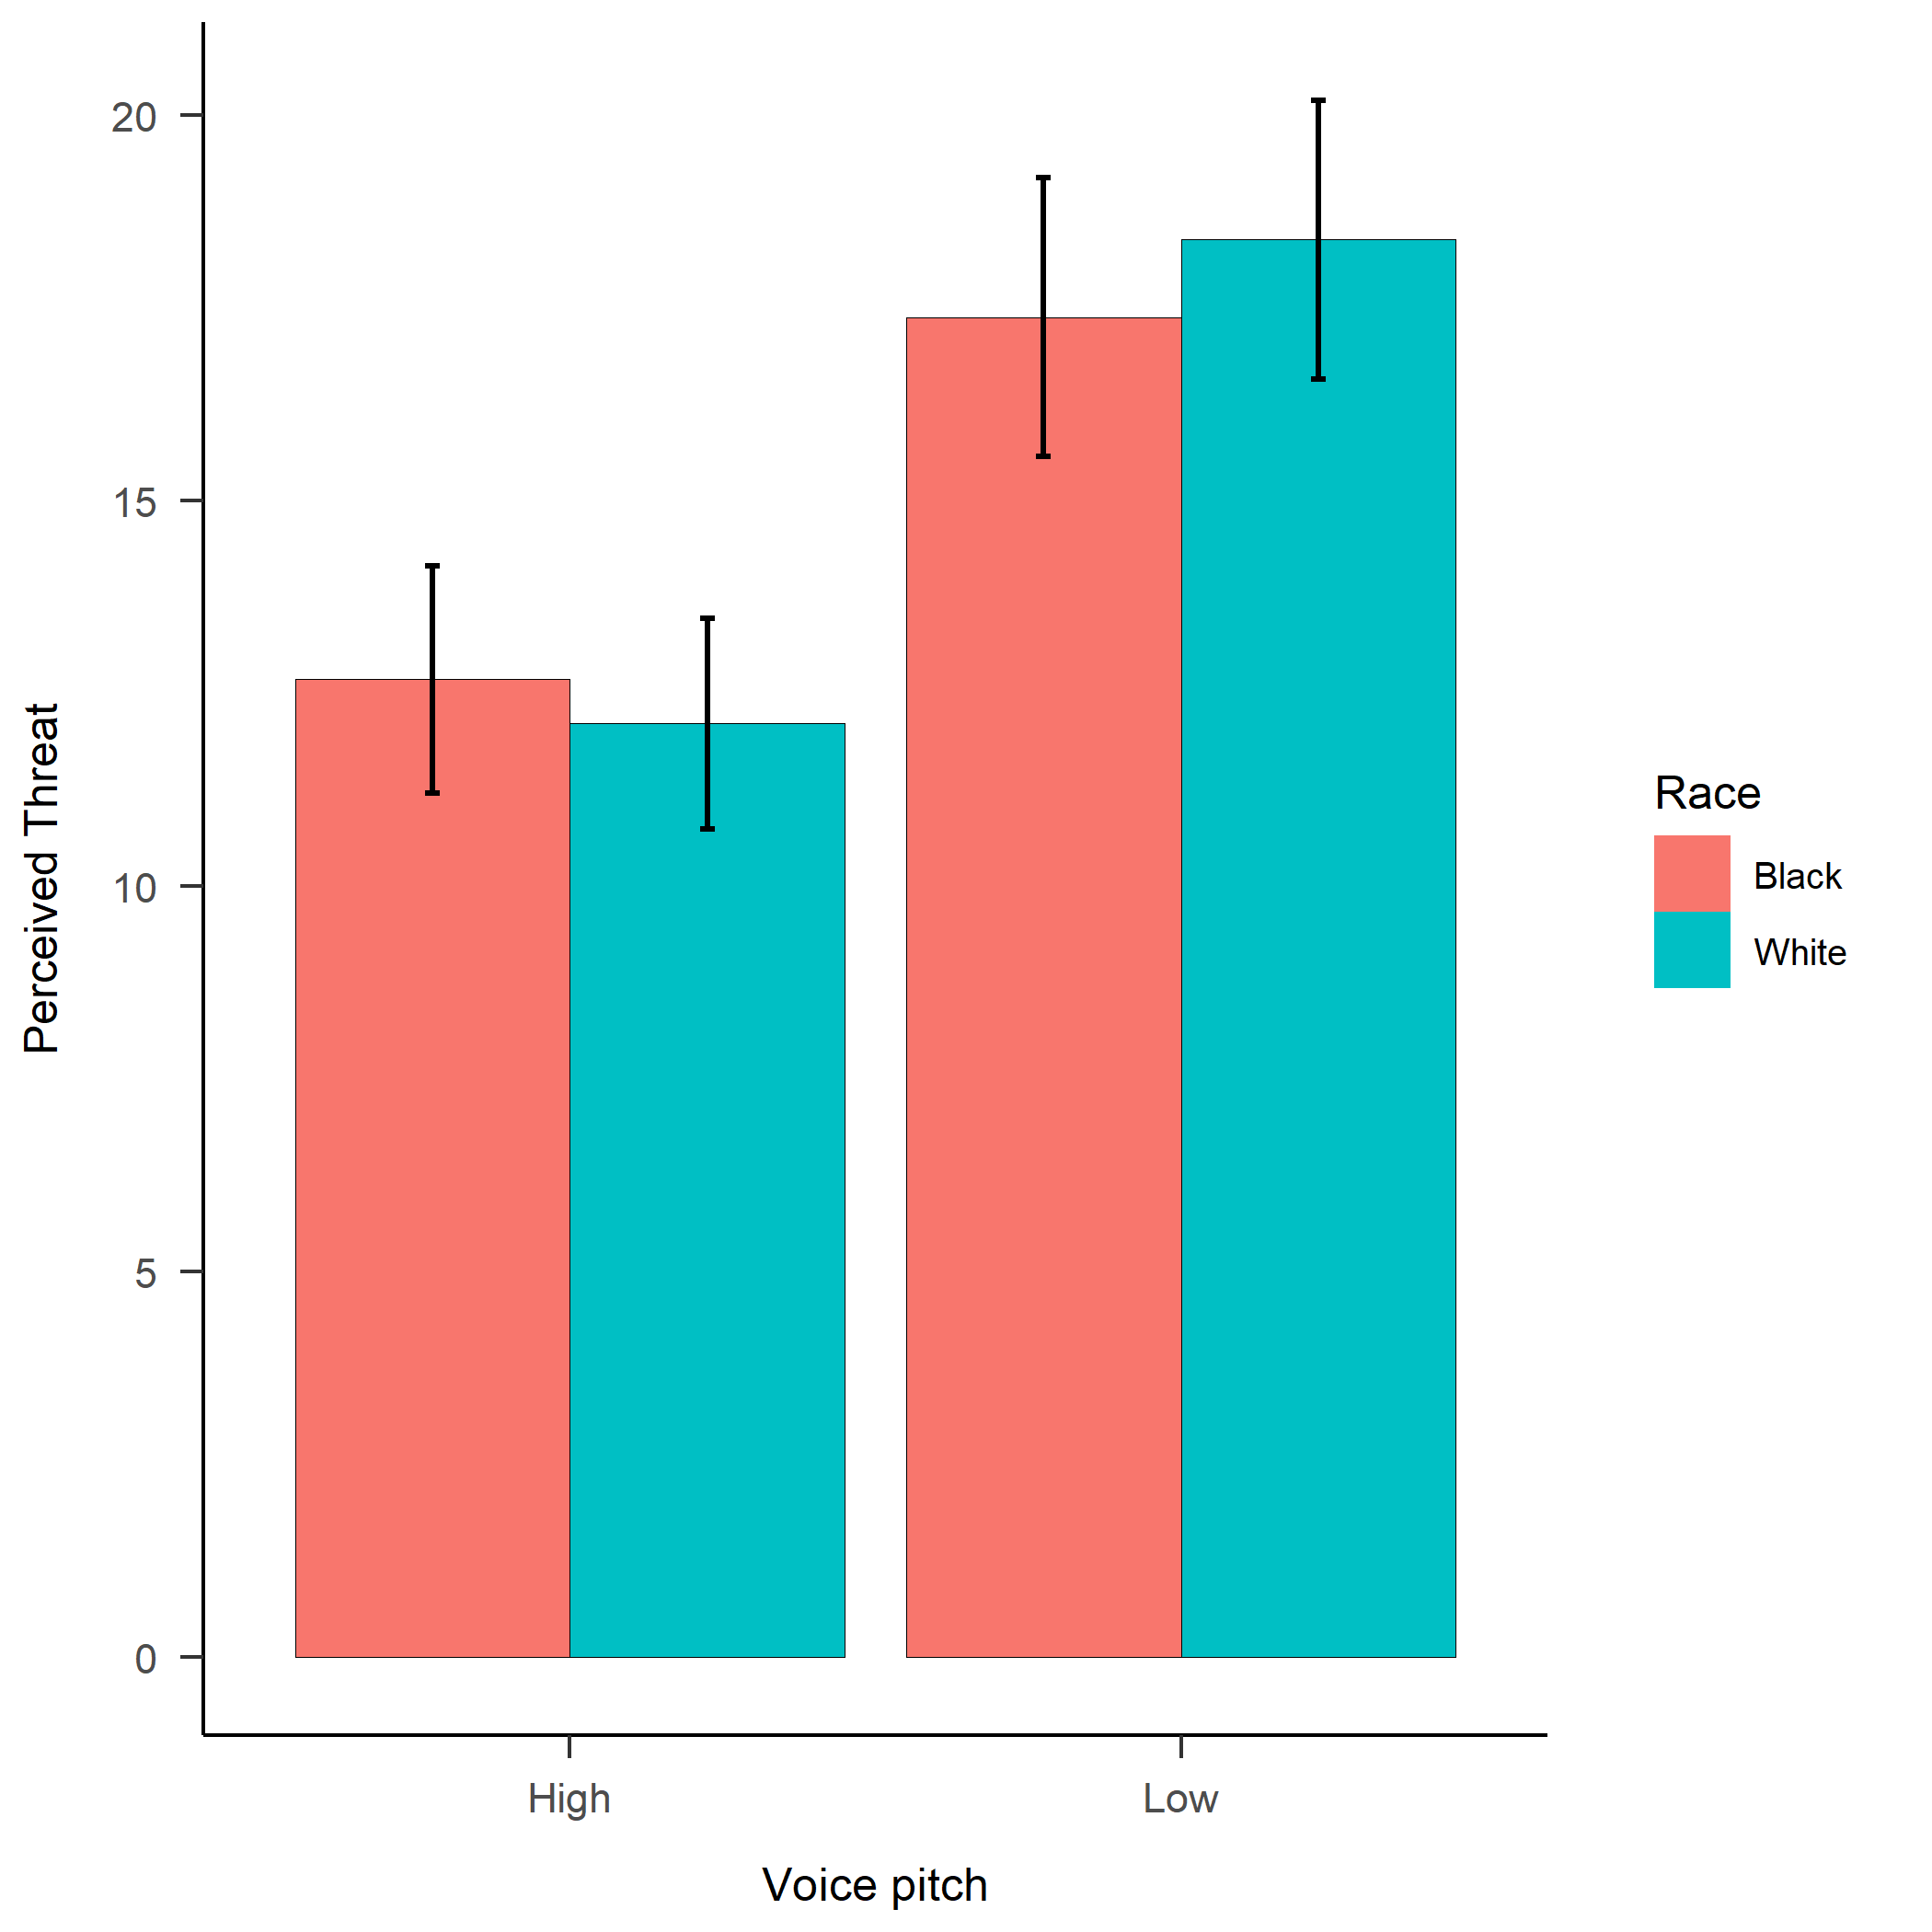 Perceived Threat
20
15
10
5
0
High
Low
Voice pitch
Race
Black
White